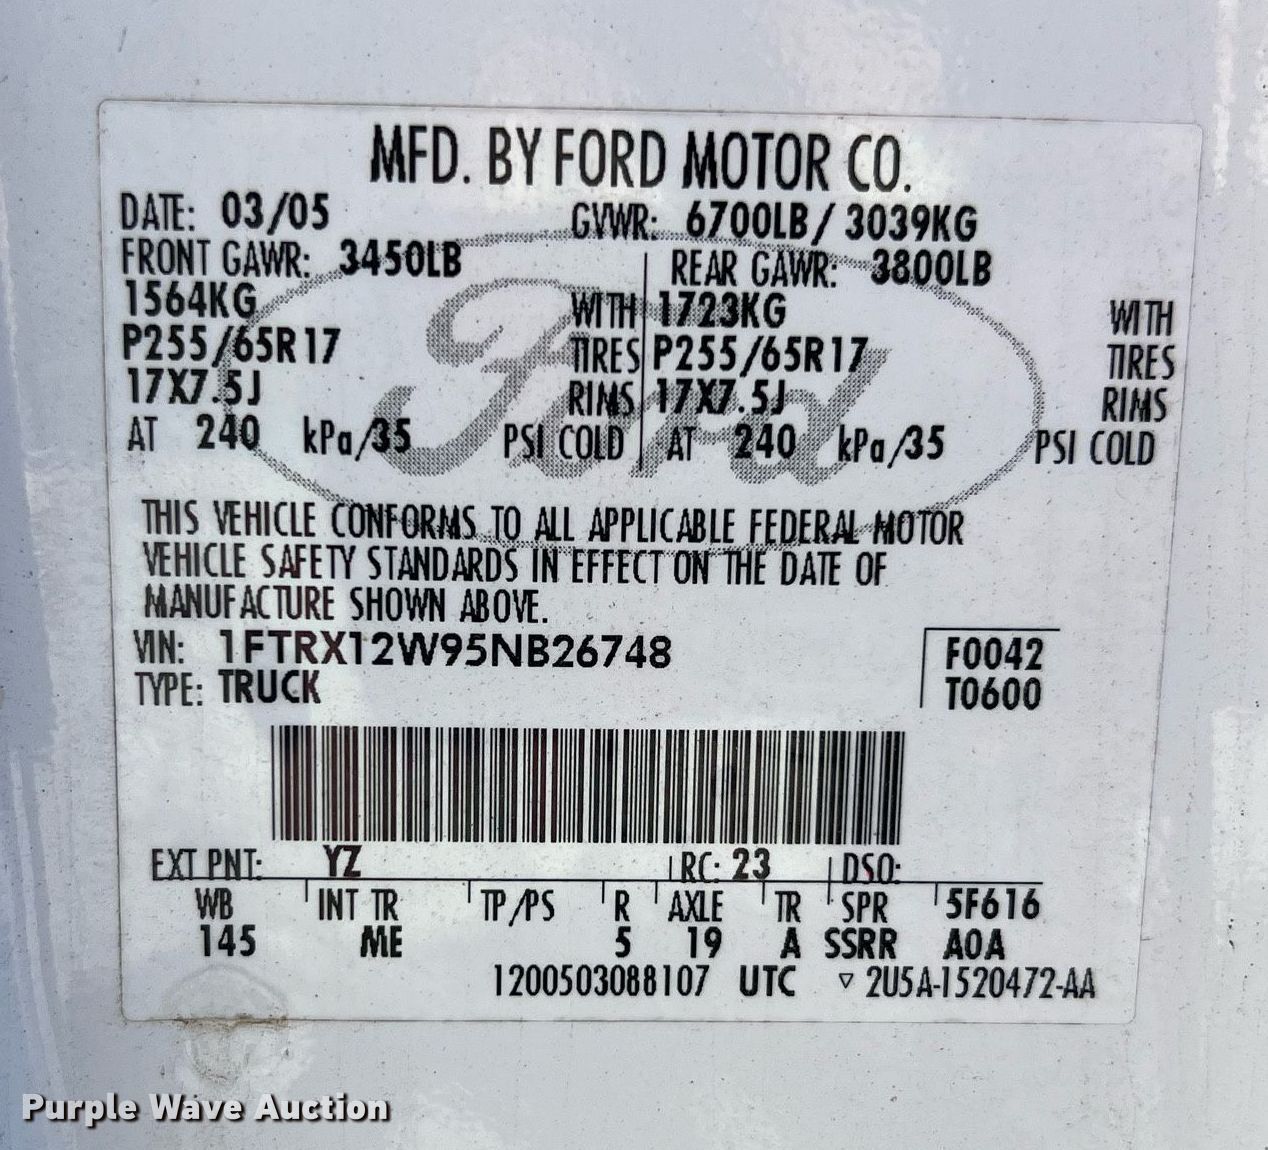 MFD. BY FORD MOTOR CO.
DATE: 03/05 GVWR: 6700LB/ 3039KG
FRONT GAWR: 3450LB REAR GAWR: 3800LB
1564KG WITH 1723KG WITH
P255/65R17 TIRES P255/65R17 TIRES
17X7.5J RIMS 17X7.5J RIMS
AT 240 kPa/35 PSI COLD AT 240 kPa/35 PSI COLD
Ford
THIS VEHICLE CONFORMS TO ALL APPLICABLE FEDERAL MOTOR
VEHICLE SAFETY STANDARDS IN EFFECT ON THE DATE OF
MANUFACTURE SHOWN ABOVE.
VIN: 1FTRX12W95NB26748 F0042
TYPE: TRUCK T0600
EXT PNT: YZ RC: 23 DSO:
WB INT TR TP/PS R AXLE TR SPR 5F616
145 ME 5 19 A SSRR A0A
1200503088107 UTC ▽ 2U5A-1520472-AA
Purple Wave Auction